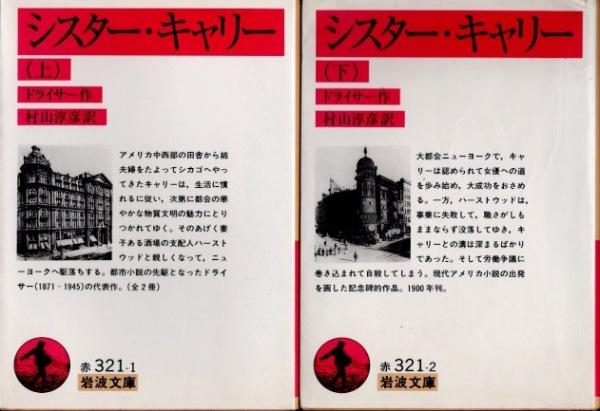 シスター・キャリー
(上)
ドライサー作
村山淳彦訳
アメリカ中西部の田舎から姉
夫婦をたよってシカゴへやっ
てきたキャリーは,生活に慣
れるに従い,次第に都会の華
やかな物質文明の魅力にとり
つかれてゆく.そのあげく妻
子ある酒場の支配人ハースト
ウッドと親しくなって,ニュ
ーヨークへ駆落ちする.都市小説の先駆となったドライ
サー(1871‐1945)の代表作.(全2冊)
赤 321-1
岩波文庫
シスター・キャリー
(下)
ドライサー作
村山淳彦訳
大都会ニューヨークで,キャ
リーは認められて女優への道
を歩み始め,大成功をおさめ
る.一方,ハーストウッドは,
事業に失敗して,職さがしも
ままならず没落してゆき,キ
ャリーとの溝は深まるばかり
であった.そして労働争議に
巻き込まれて自殺してしまう.現代アメリカ小説の出発
を画した記念碑的作品.1900年刊.
赤 321-2
岩波文庫